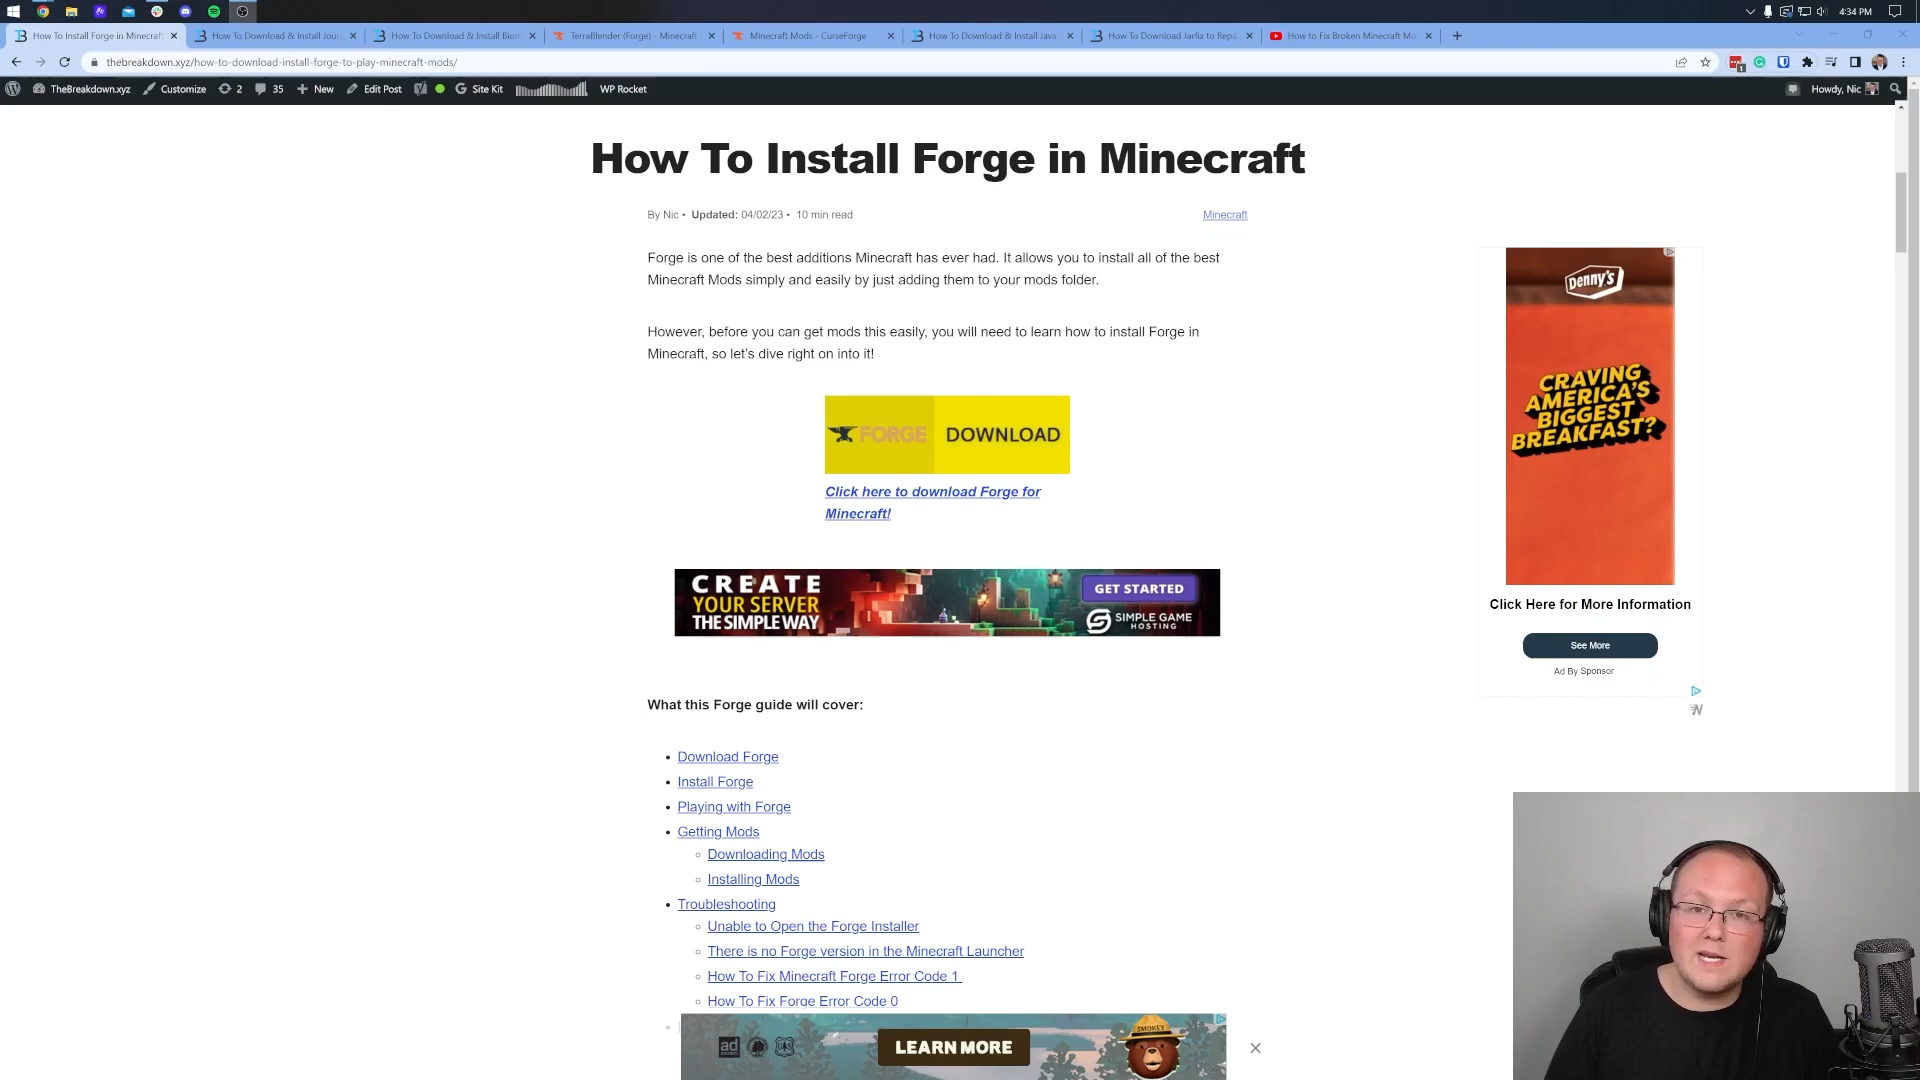 4:34 PM
How To Install Forge in Minecraft
How To Download & Install Jour
How To Download & Install Biom
TerraBlender (Forge) - Minecraft
Minecraft Mods - CurseForge
How To Download & Install Java
How To Download Jarfix to Repa
How to Fix Broken Minecraft Mo
thebreakdown.xyz/how-to-download-install-forge-to-play-minecraft-mods/
1
TheBreakdown.xyz
Customize
2
35
New
Edit Post
Site Kit
WP Rocket
Howdy, Nic
How To Install Forge in Minecraft
By Nic • Updated: 04/02/23 • 10 min read
Minecraft
Forge is one of the best additions Minecraft has ever had. It allows you to install all of the best
Minecraft Mods simply and easily by just adding them to your mods folder.
However, before you can get mods this easily, you will need to learn how to install Forge in
Minecraft, so let's dive right on into it!
FORGE DOWNLOAD
Click here to download Forge for
Minecraft!
CREATE
YOUR SERVER
THE SIMPLE WAY
GET STARTED
SIMPLE GAME
HOSTING
What this Forge guide will cover:
Download Forge
Install Forge
Playing with Forge
Getting Mods
Downloading Mods
Installing Mods
Troubleshooting
Unable to Open the Forge Installer
There is no Forge version in the Minecraft Launcher
How To Fix Minecraft Forge Error Code 1
How To Fix Forge Error Code 0
ad
LEARN MORE
SMOKEY
Denny's
CRAVING
AMERICA'S
BIGGEST
BREAKFAST?
Click Here for More Information
See More
Ad By Sponsor